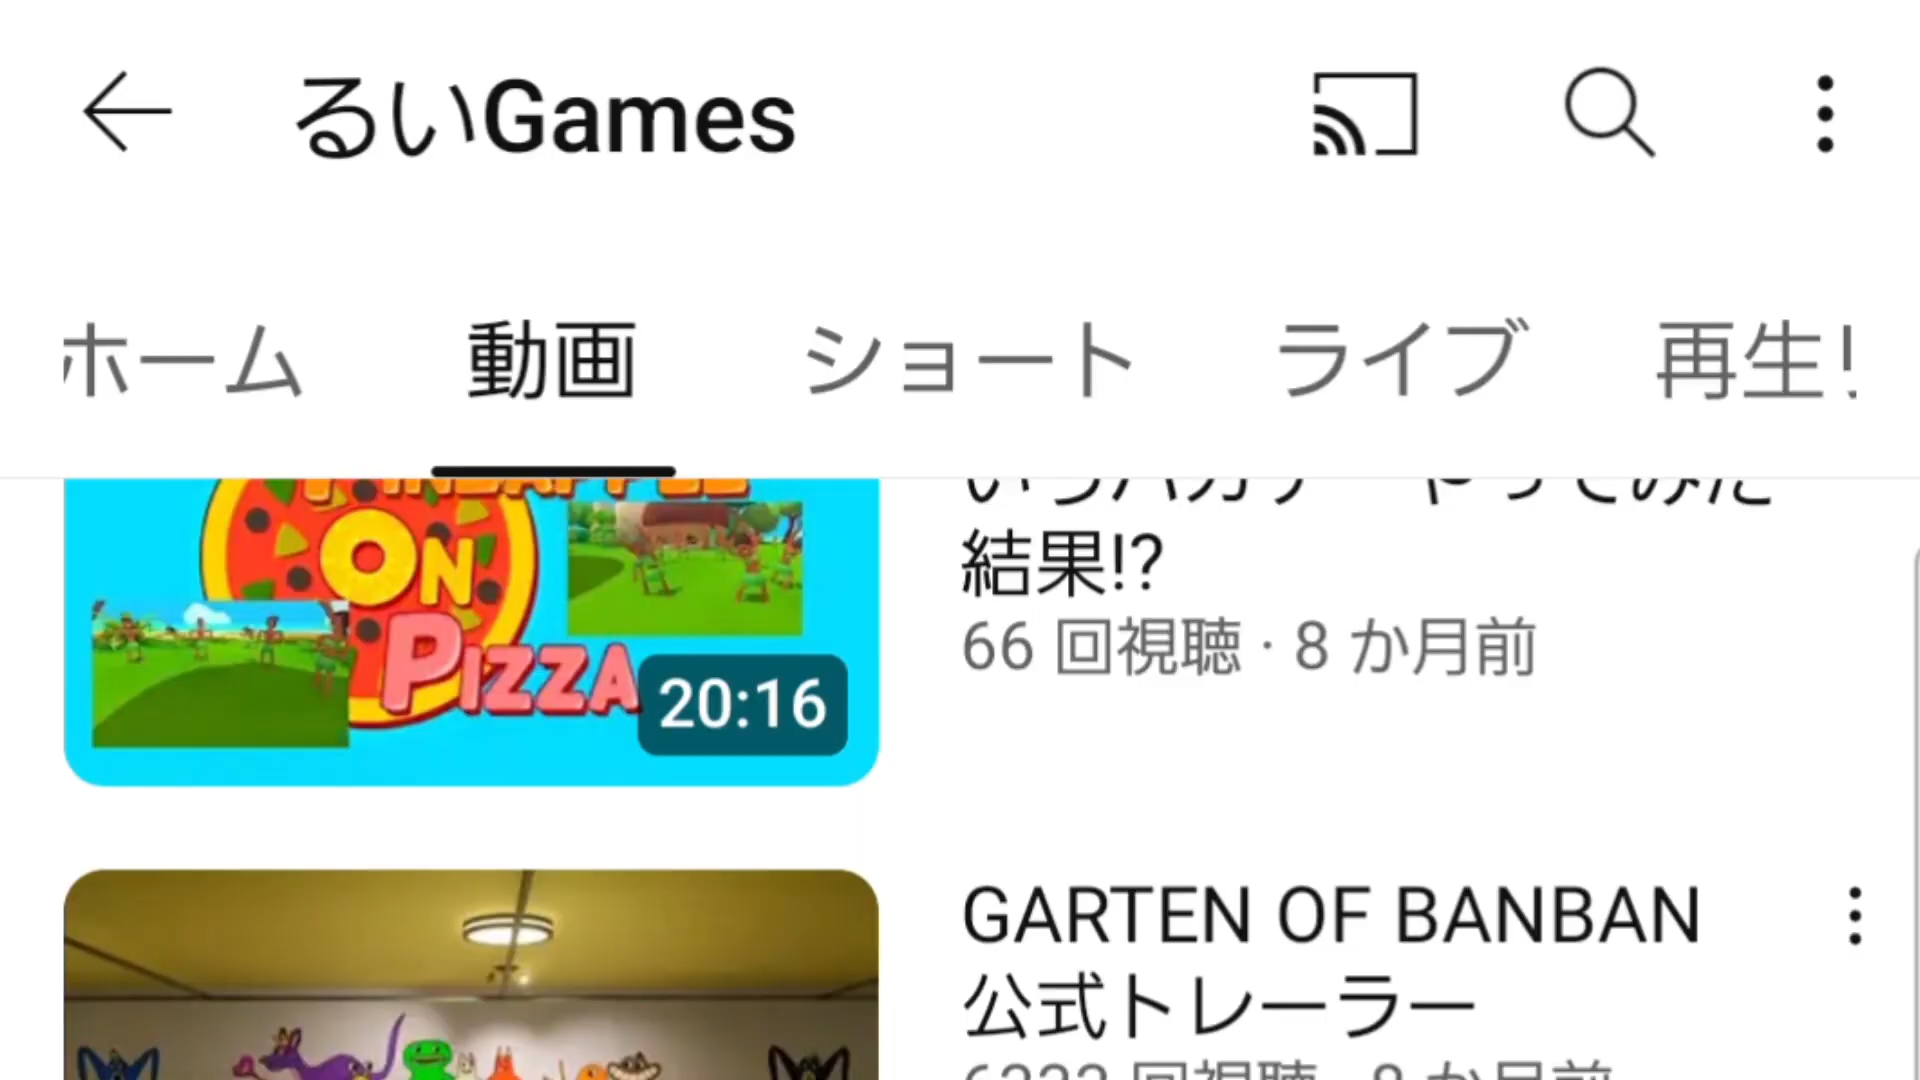 るいGames
ホーム 動画 ショート ライブ 再生
ON
PIZZA
20:16
結果!?
66 回視聴・8 か月前
GARTEN OF BANBAN
公式トレーラー